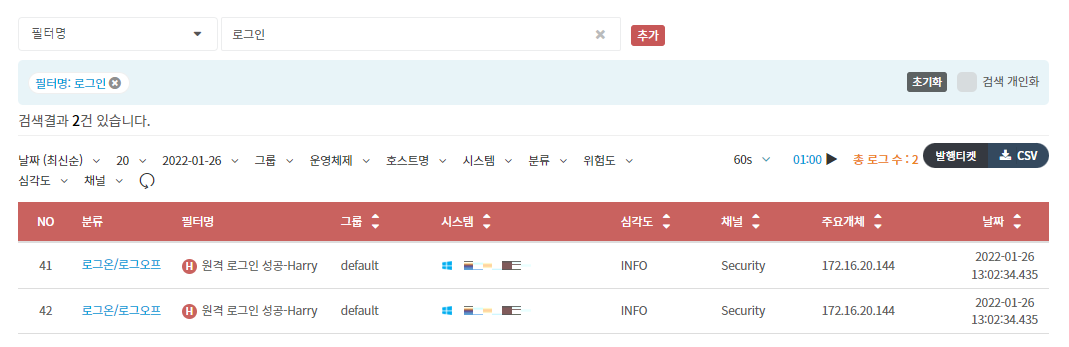 필터명 로그인 추가
필터명: 로그인 초기화 검색 개인화
검색결과 2건 있습니다.
날짜 (최신순) 20 2022-01-26 그룹 운영체제 호스트명 시스템 분류 위험도 60s 01:00 총 로그 수 : 2 발행티켓 CSV
심각도 채널
NO 분류 필터명 그룹 시스템 심각도 채널 주요개체 날짜
41 로그온/로그오프 H 원격 로그인 성공-Harry default INFO Security 172.16.20.144 2022-01-26
13:02:34.435
42 로그온/로그오프 H 원격 로그인 성공-Harry default INFO Security 172.16.20.144 2022-01-26
13:02:34.435